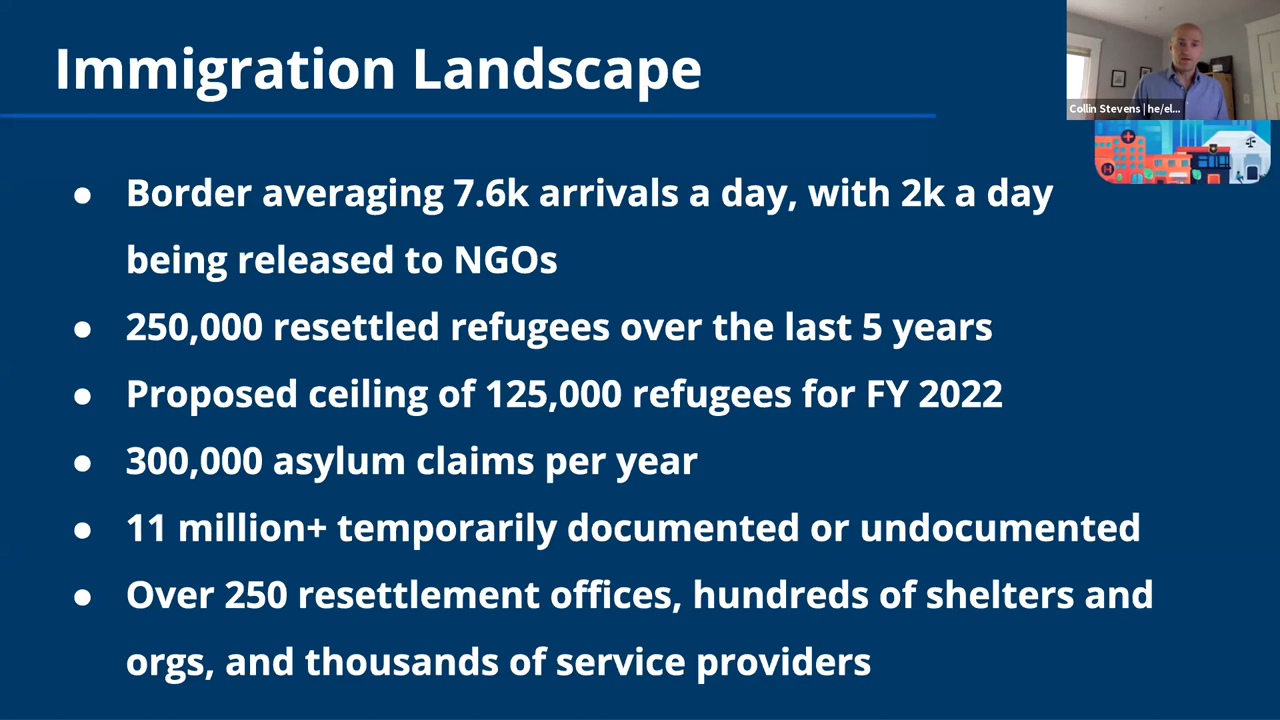 Immigration Landscape
Collin Stevens | he/el...
● Border averaging 7.6k arrivals a day, with 2k a day
being released to NGOs
● 250,000 resettled refugees over the last 5 years
● Proposed ceiling of 125,000 refugees for FY 2022
● 300,000 asylum claims per year
● 11 million+ temporarily documented or undocumented
● Over 250 resettlement offices, hundreds of shelters and
orgs, and thousands of service providers